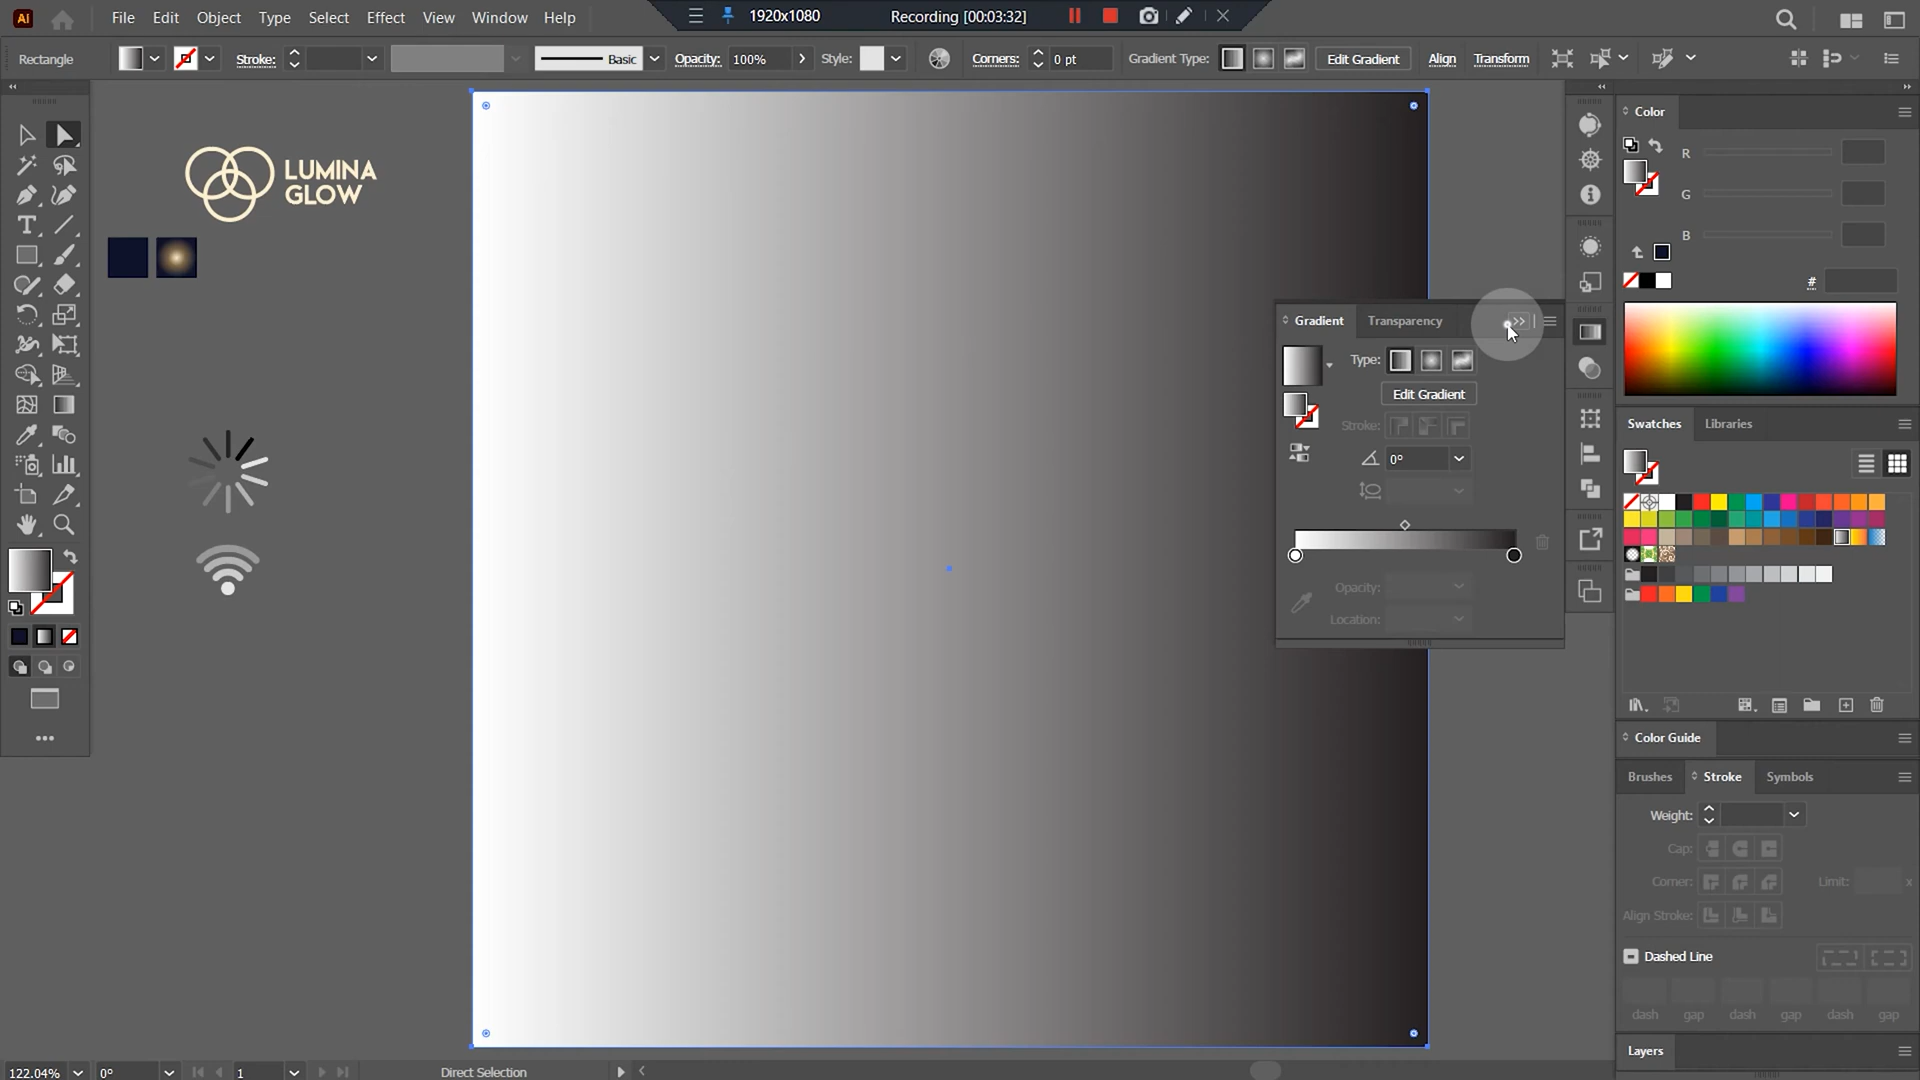 Ai File Edit Object Type Select Effect View Window Help
1920x1080 Recording [00:03:32]
Rectangle Stroke: Basic Opacity: 100% Style: Corners: 0 pt Gradient Type: Edit Gradient Align Transform
LUMINA
GLOW
Gradient Transparency
Type:
Edit Gradient
Stroke:
0°
Opacity:
Location:
Color
R
G
B
#
Swatches Libraries
Color Guide
Brushes Stroke Symbols
Weight:
Cap:
Corner: Limit: x
Align Stroke:
Dashed Line
dash gap dash gap dash gap
Layers
122.04% 0° 1 Direct Selection